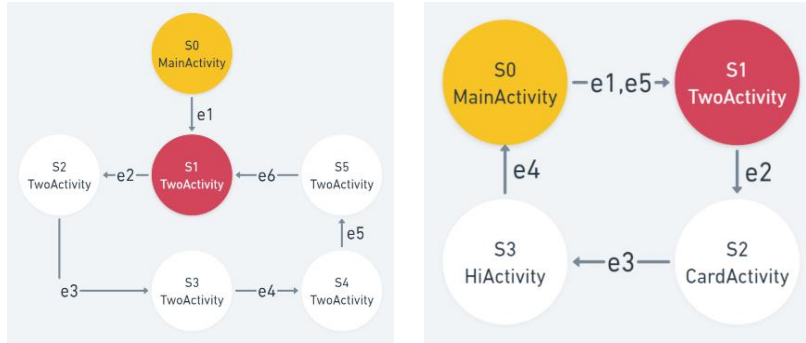 S0
MainActivity
e1
S2
TwoActivity
e2
S1
TwoActivity
e6
S5
TwoActivity
e5
e3
S3
TwoActivity
e4
S4
TwoActivity
S0
MainActivity
e1,e5
S1
TwoActivity
e4
e2
S3
HiActivity
e3
S2
CardActivity